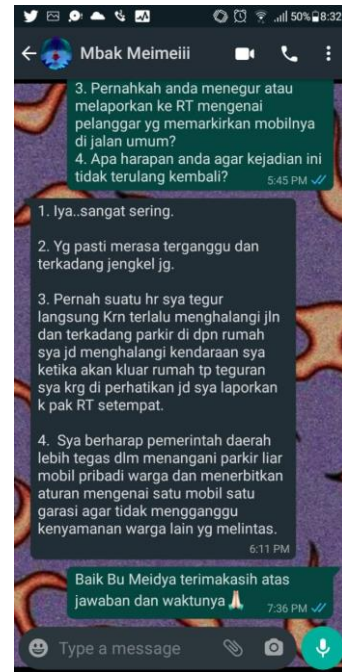 50% 8:32
Mbak Meimeiii
3. Pernahkah anda menegur atau
melaporkan ke RT mengenai
pelanggar yg memarkirkan mobilnya
di jalan umum?
4. Apa harapan anda agar kejadian ini
tidak terulang kembali?
5:45 PM
1. Iya..sangat sering.
2. Yg pasti merasa terganggu dan
terkadang jengkel jg.
3. Pernah suatu hr sya tegur
langsung Krn terlalu menghalangi jln
dan terkadang parkir di dpn rumah
sya jd menghalangi kendaraan sya
ketika akan kluar rumah tp teguran
sya krg di perhatikan jd sya laporkan
k pak RT setempat.
4. Sya berharap pemerintah daerah
lebih tegas dlm menangani parkir liar
mobil pribadi warga dan menerbitkan
aturan mengenai satu mobil satu
garasi agar tidak mengganggu
kenyamanan warga lain yg melintas.
6:11 PM
Baik Bu Meidya terimakasih atas
jawaban dan waktunya 🙏🏻
7:36 PM
Type a message